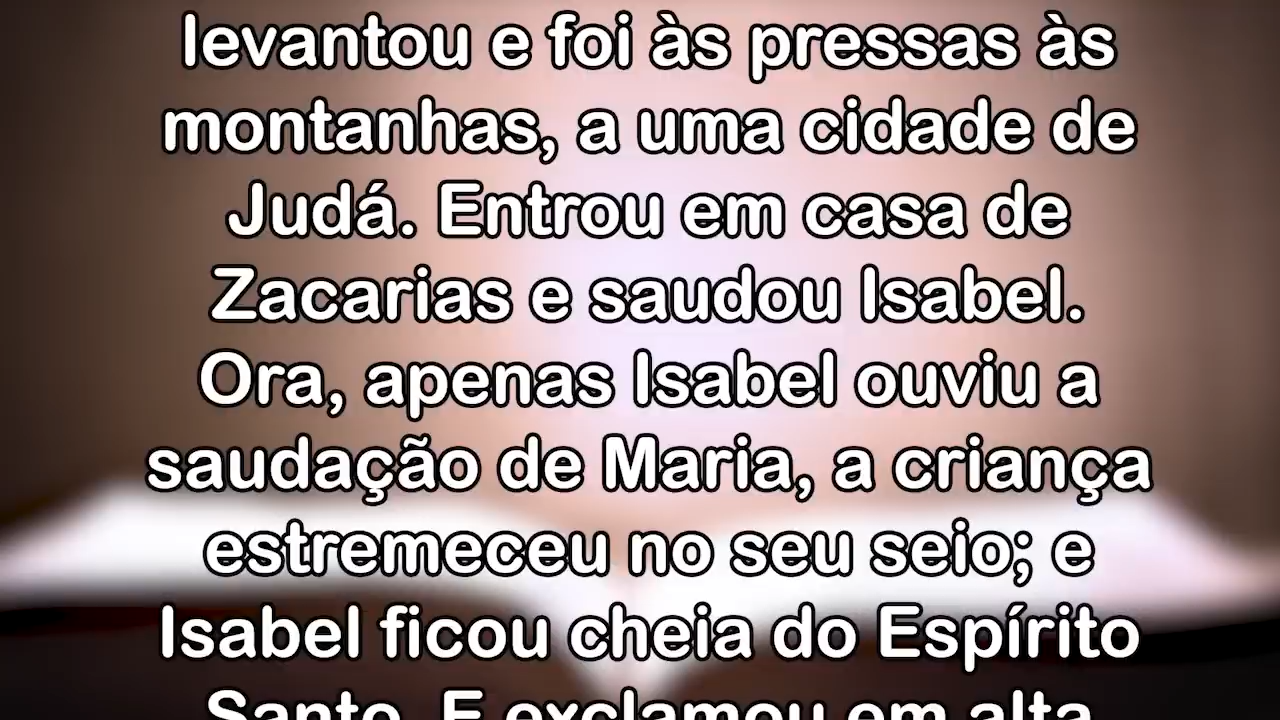 levantou e foi às pressas às
montanhas, a uma cidade de
Judá. Entrou em casa de
Zacarias e saudou Isabel.
Ora, apenas Isabel ouviu a
saudação de Maria, a criança
estremeceu no seu seio; e
Isabel ficou cheia do Espírito
Santo. E exclamou em alta